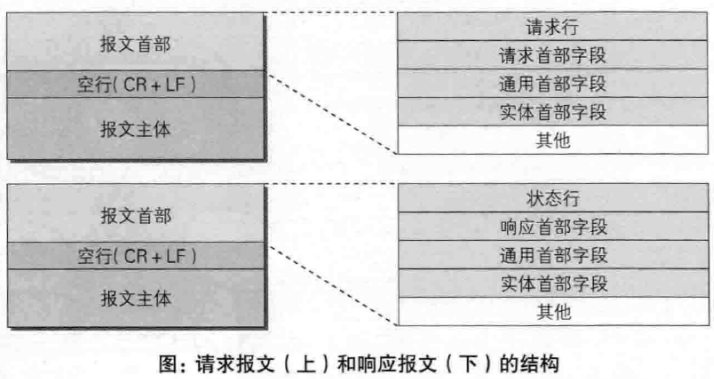 报文首部
空行(CR+LF)
报文主体
请求行
请求首部字段
通用首部字段
实体首部字段
其他
报文首部
空行(CR+LF)
报文主体
状态行
响应首部字段
通用首部字段
实体首部字段
其他
图:请求报文(上)和响应报文(下)的结构